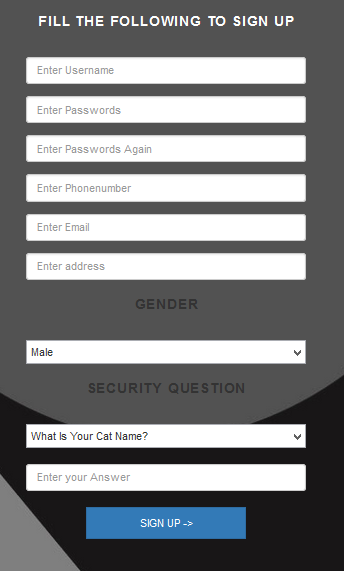 FILL THE FOLLOWING TO SIGN UP
Enter Username
Enter Passwords
Enter Passwords Again
Enter Phonenumber
Enter Email
Enter address
GENDER
Male
SECURITY QUESTION
What Is Your Cat Name?
Enter your Answer
SIGN UP ->